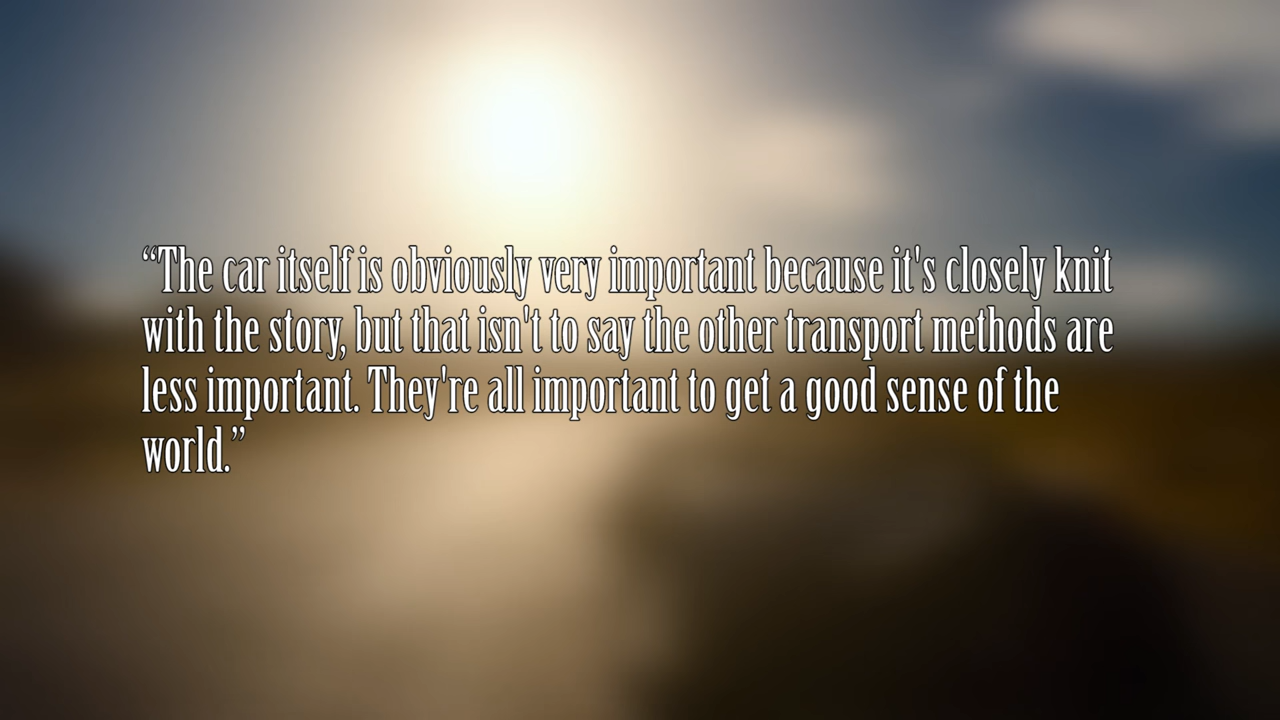 “The car itself is obviously very important because it's closely knit
with the story, but that isn't to say the other transport methods are
less important. They're all important to get a good sense of the
world.”